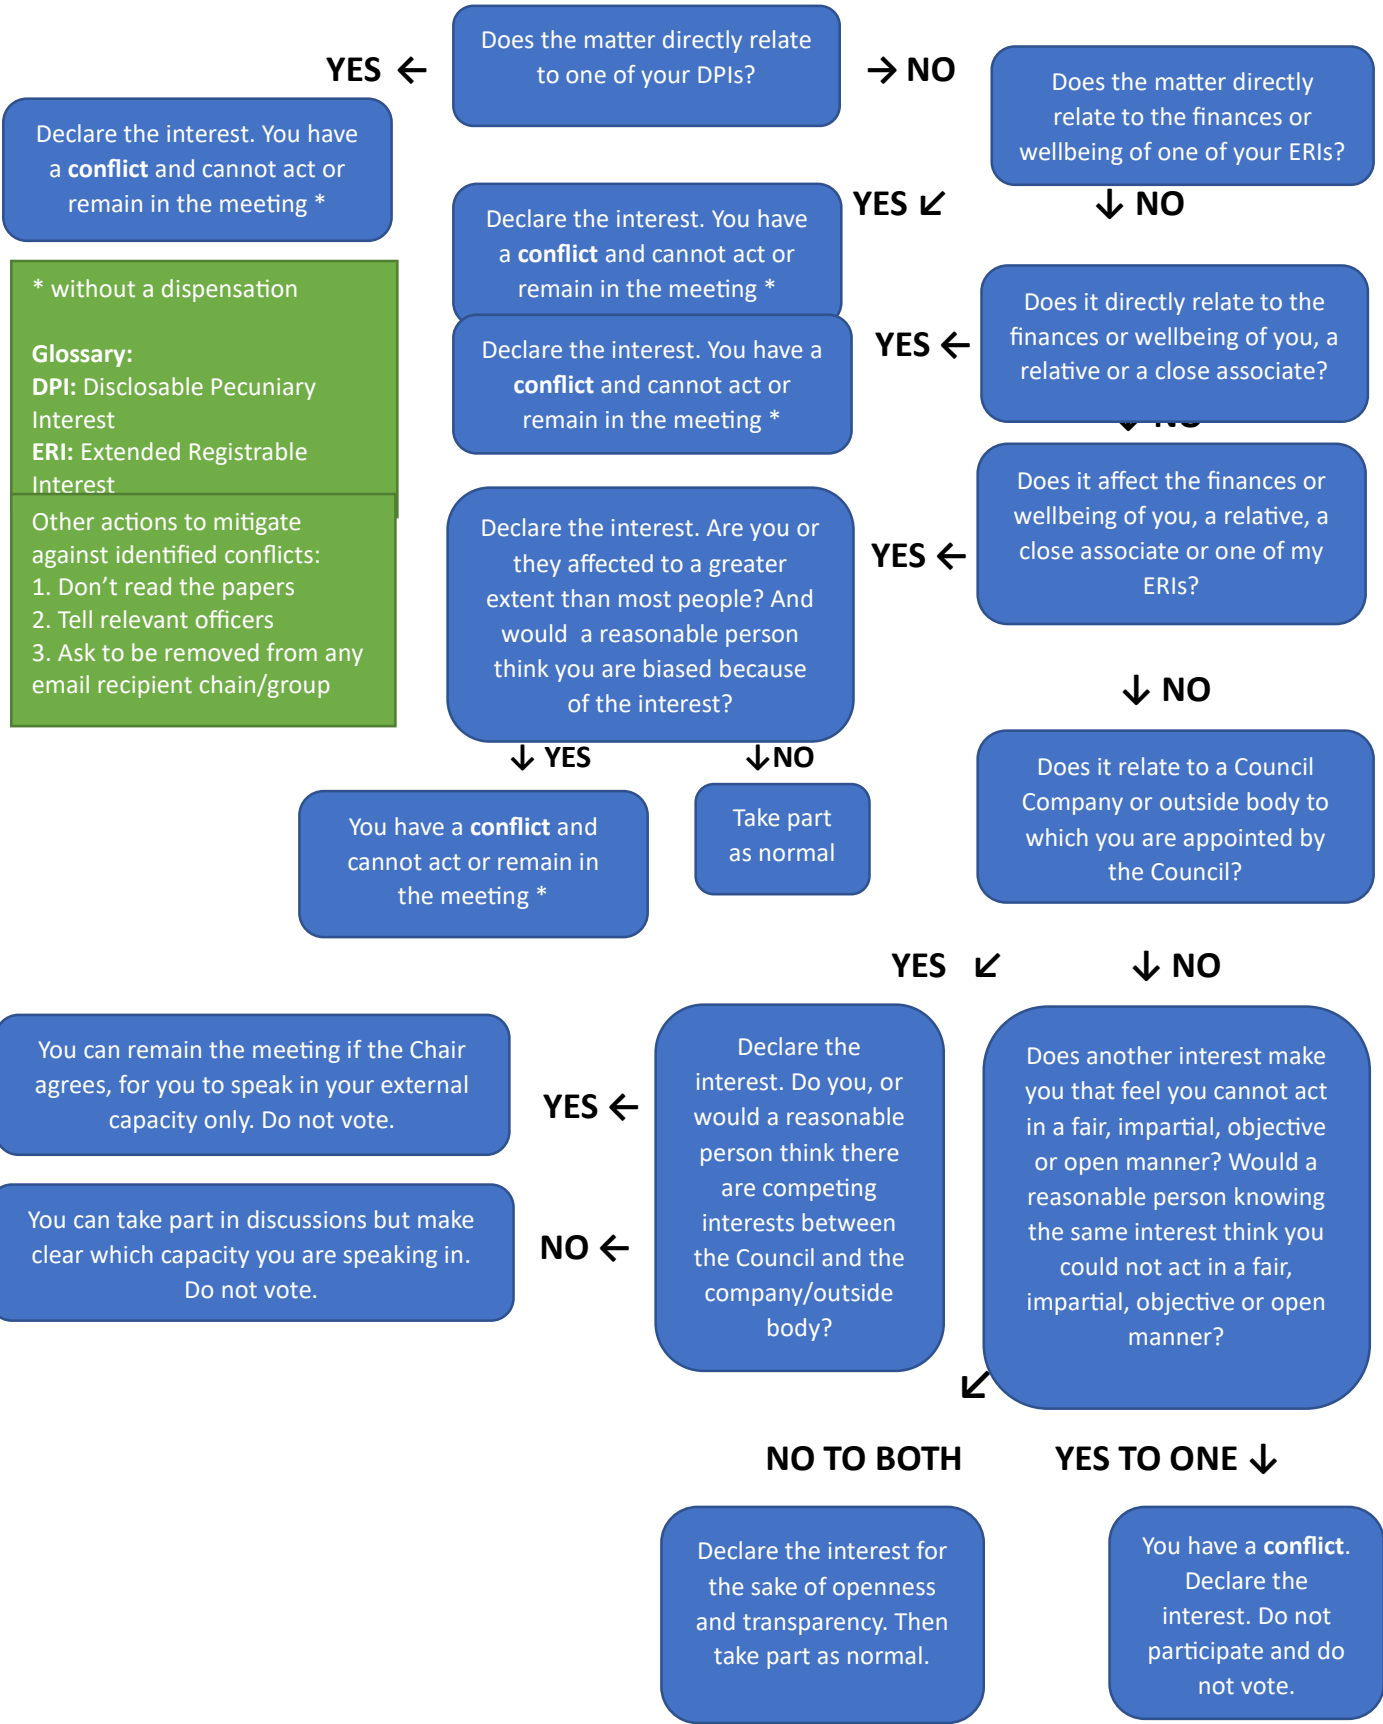 Does the matter directly relate
to one of your DPIs?
YES ←
→ NO
Does the matter directly
relate to the finances or
wellbeing of one of your ERIs?
Declare the interest. You have
a conflict and cannot act or
remain in the meeting *
YES ↙
↓ NO
Declare the interest. You have
a conflict and cannot act or
remain in the meeting *
* without a dispensation
Glossary:
DPI: Disclosable Pecuniary
Interest
ERI: Extended Registrable
Interest
Does it directly relate to the
finances or wellbeing of you, a
relative or a close associate?
YES ←
Declare the interest. You have a
conflict and cannot act or
remain in the meeting *
↓ NO
Does it affect the finances or
wellbeing of you, a relative, a
close associate or one of my
ERIs?
YES ←
Declare the interest. Are you or
they affected to a greater
extent than most people? And
would  a reasonable person
think you are biased because
of the interest?
Other actions to mitigate
against identified conflicts:
1. Don’t read the papers
2. Tell relevant officers
3. Ask to be removed from any
email recipient chain/group
↓ NO
↓ YES
↓NO
You have a conflict and
cannot act or remain in
the meeting *
Take part
as normal
Does it relate to a Council
Company or outside body to
which you are appointed by
the Council?
YES ↙
↓ NO
Declare the
interest. Do you, or
would a reasonable
person think there
are competing
interests between
the Council and the
company/outside
body?
YES ←
You can remain the meeting if the Chair
agrees, for you to speak in your external
capacity only. Do not vote.
NO ←
You can take part in discussions but make
clear which capacity you are speaking in.
Do not vote.
Does another interest make
you that feel you cannot act
in a fair, impartial, objective
or open manner? Would a
reasonable person knowing
the same interest think you
could not act in a fair,
impartial, objective or open
manner?
↙
NO TO BOTH
YES TO ONE ↓
Declare the interest for
the sake of openness
and transparency. Then
take part as normal.
You have a conflict.
Declare the
interest. Do not
participate and do
not vote.